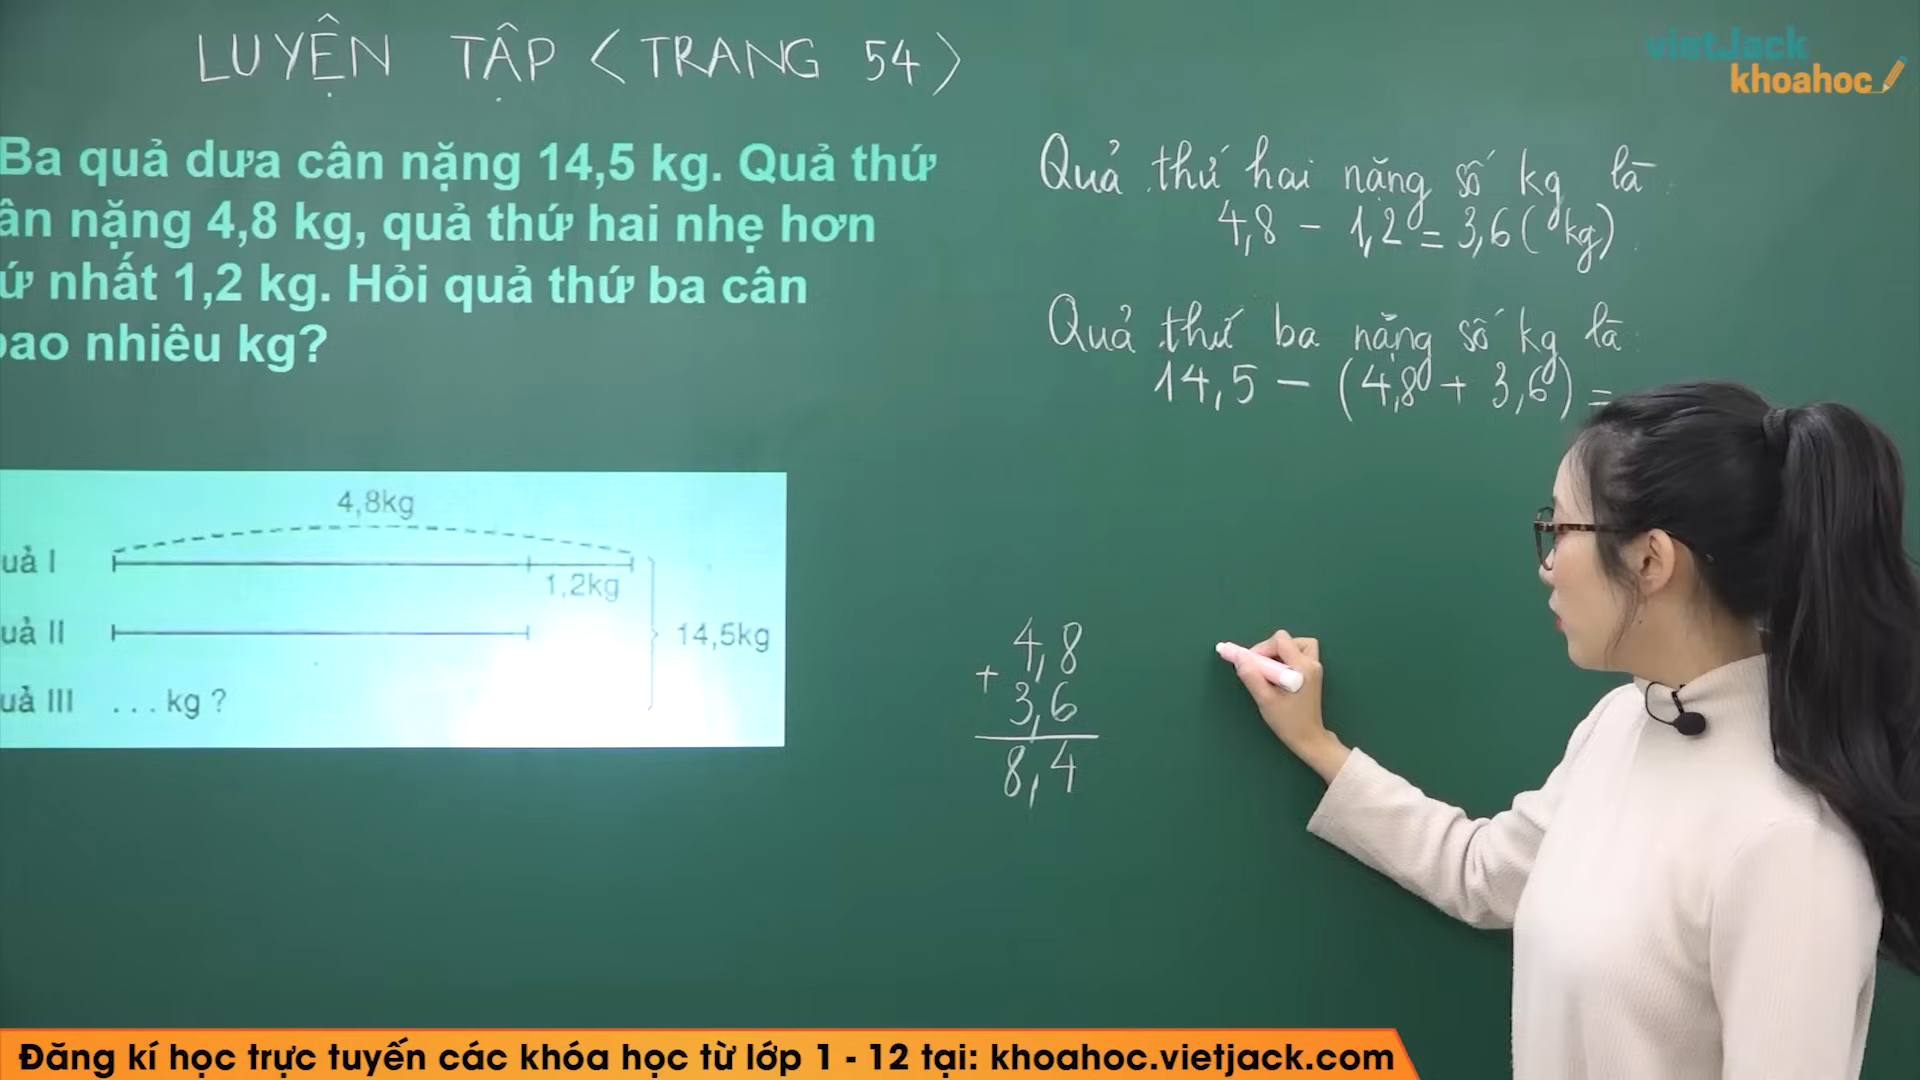 LUYỆN TẬP < TRANG 54 >
vietJack
khoahoc
Ba quả dưa cân nặng 14,5 kg. Quả thứ
ân nặng 4,8 kg, quả thứ hai nhẹ hơn
ứ nhất 1,2 kg. Hỏi quả thứ ba cân
bao nhiêu kg?
4,8kg
uả I
1,2kg
uả II
14,5kg
uả III ...kg ?
Quả thứ hai nặng số kg là:
4,8 - 1,2 = 3,6 ( kg)
Quả thứ ba nặng số kg là:
14,5 - (4,8 + 3,6) =
4,8
+
3,6
8,4
Đăng kí học trực tuyến các khóa học từ lớp 1 - 12 tại: khoahoc.vietjack.com